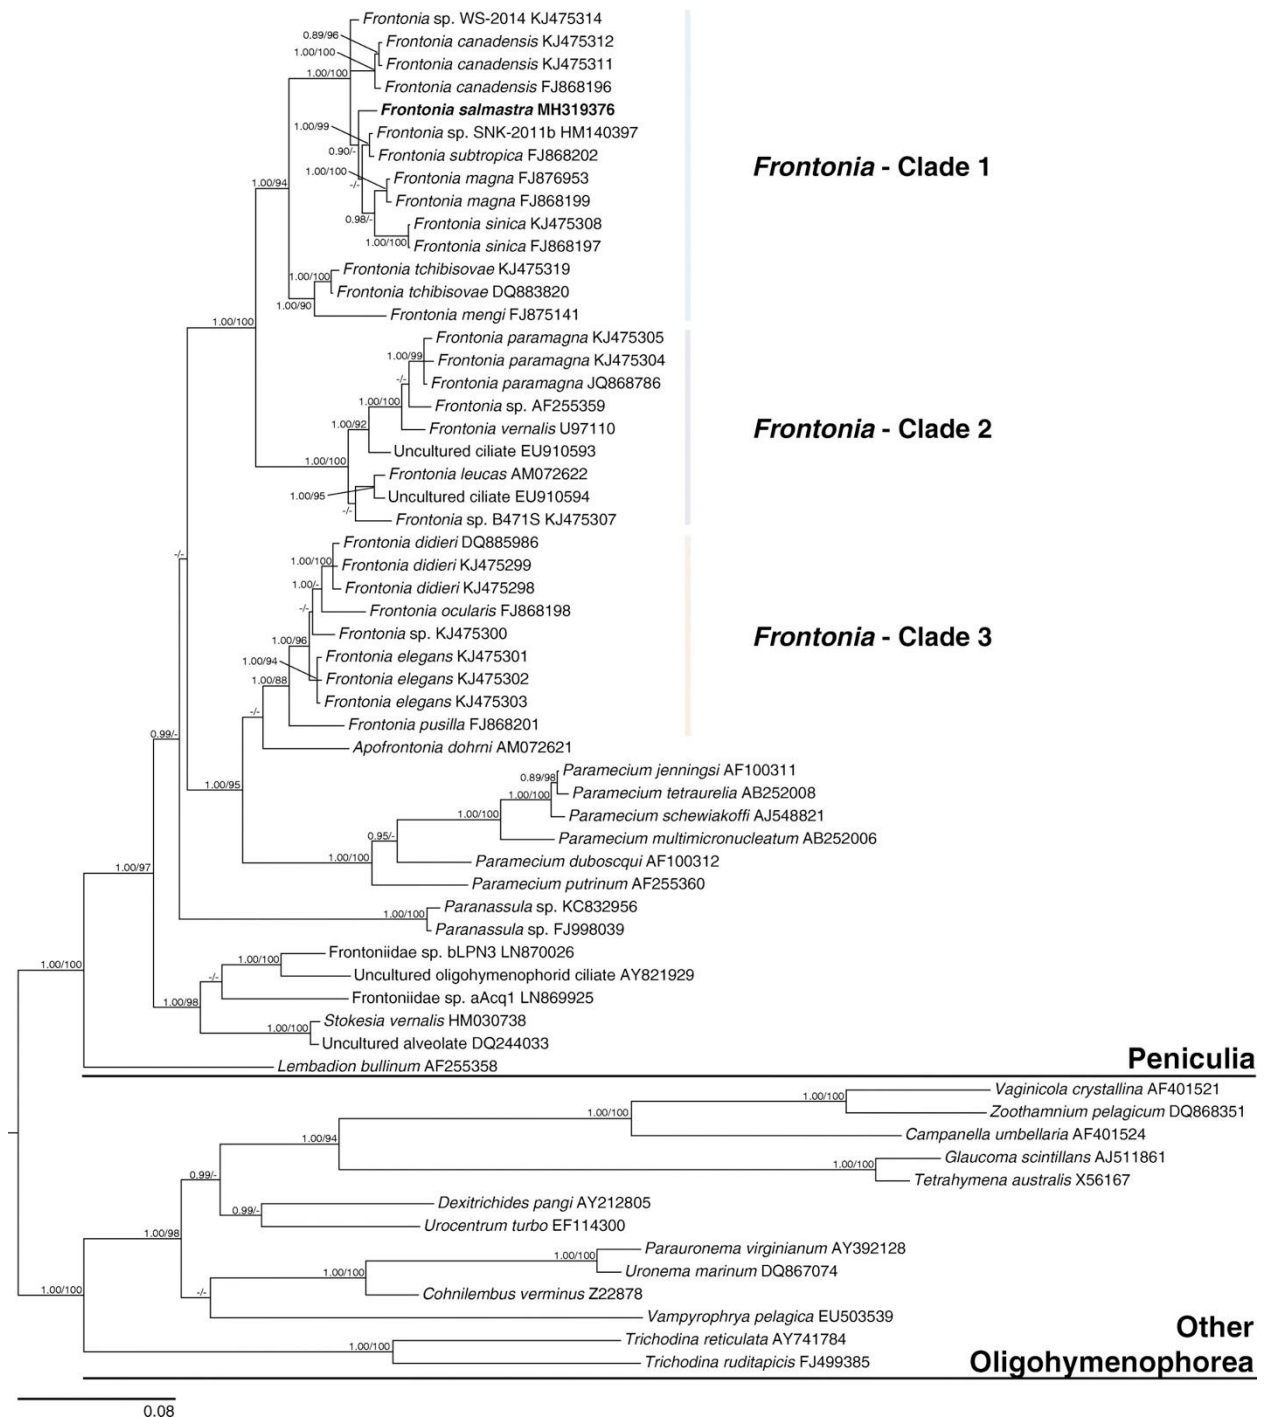 Frontonia sp. WS-2014 KJ475314
0.89/96
Frontonia canadensis KJ475312
1.00/100
Frontonia canadensis KJ475311
1.00/100
Frontonia canadensis FJ868196
Frontonia salmastra MH319376
1.00/99
Frontonia sp. SNK-2011b HM140397
0.90/-
Frontonia subtropica FJ868202
1.00/100
Frontonia - Clade 1
Frontonia magna FJ876953
1.00/94
-/-
Frontonia magna FJ868199
0.98/-
Frontonia sinica KJ475308
1.00/100
Frontonia sinica FJ868197
Frontonia tchibisovae KJ475319
1.00/100
Frontonia tchibisovae DQ883820
1.00/90
Frontonia mengi FJ875141
1.00/100
Frontonia paramagna KJ475305
1.00/99
Frontonia paramagna KJ475304
-/-
Frontonia paramagna JQ868786
1.00/100
Frontonia sp. AF255359
1.00/92
Frontonia vernalis U97110
Frontonia - Clade 2
Uncultured ciliate EU910593
1.00/100
Frontonia leucas AM072622
1.00/95
Uncultured ciliate EU910594
-/-
Frontonia sp. B471S KJ475307
Frontonia didieri DQ885986
-/-
1.00/100
Frontonia didieri KJ475299
1.00/-
Frontonia didieri KJ475298
-/-
Frontonia ocularis FJ868198
Frontonia sp. KJ475300
Frontonia - Clade 3
1.00/96
Frontonia elegans KJ475301
1.00/94
Frontonia elegans KJ475302
1.00/88
Frontonia elegans KJ475303
-/-
Frontonia pusilla FJ868201
0.99/-
Apofrontonia dohrni AM072621
Paramecium jenningsi AF100311
0.89/98
1.00/95
Paramecium tetraurelia AB252008
1.00/100
Paramecium schewiakoffi AJ548821
1.00/100
Paramecium multimicronucleatum AB252006
0.95/-
Paramecium duboscqui AF100312
1.00/100
1.00/97
Paramecium putrinum AF255360
Paranassula sp. KC832956
1.00/100
Paranassula sp. FJ998039
Frontoniidae sp. bLPN3 LN870026
1.00/100
1.00/100
Uncultured oligohymenophorid ciliate AY821929
-/-
Frontoniidae sp. aAcq1 LN869925
1.00/98
Stokesia vernalis HM030738
1.00/100
Uncultured alveolate DQ244033
Lembadion bullinum AF255358
Peniculia
Vaginicola crystallina AF401521
1.00/100
Zoothamnium pelagicum DQ868351
1.00/100
Campanella umbellaria AF401524
1.00/94
Glaucoma scintillans AJ511861
1.00/100
Tetrahymena australis X56167
0.99/-
Dexitrichides pangi AY212805
0.99/-
Urocentrum turbo EF114300
1.00/98
Parauronema virginianum AY392128
1.00/100
Uronema marinum DQ867074
1.00/100
Cohnilembus verminus Z22878
1.00/100
-/-
Vampyrophrya pelagica EU503539
Other
Trichodina reticulata AY741784
1.00/100
Trichodina ruditapicis FJ499385
Oligohymenophorea
0.08